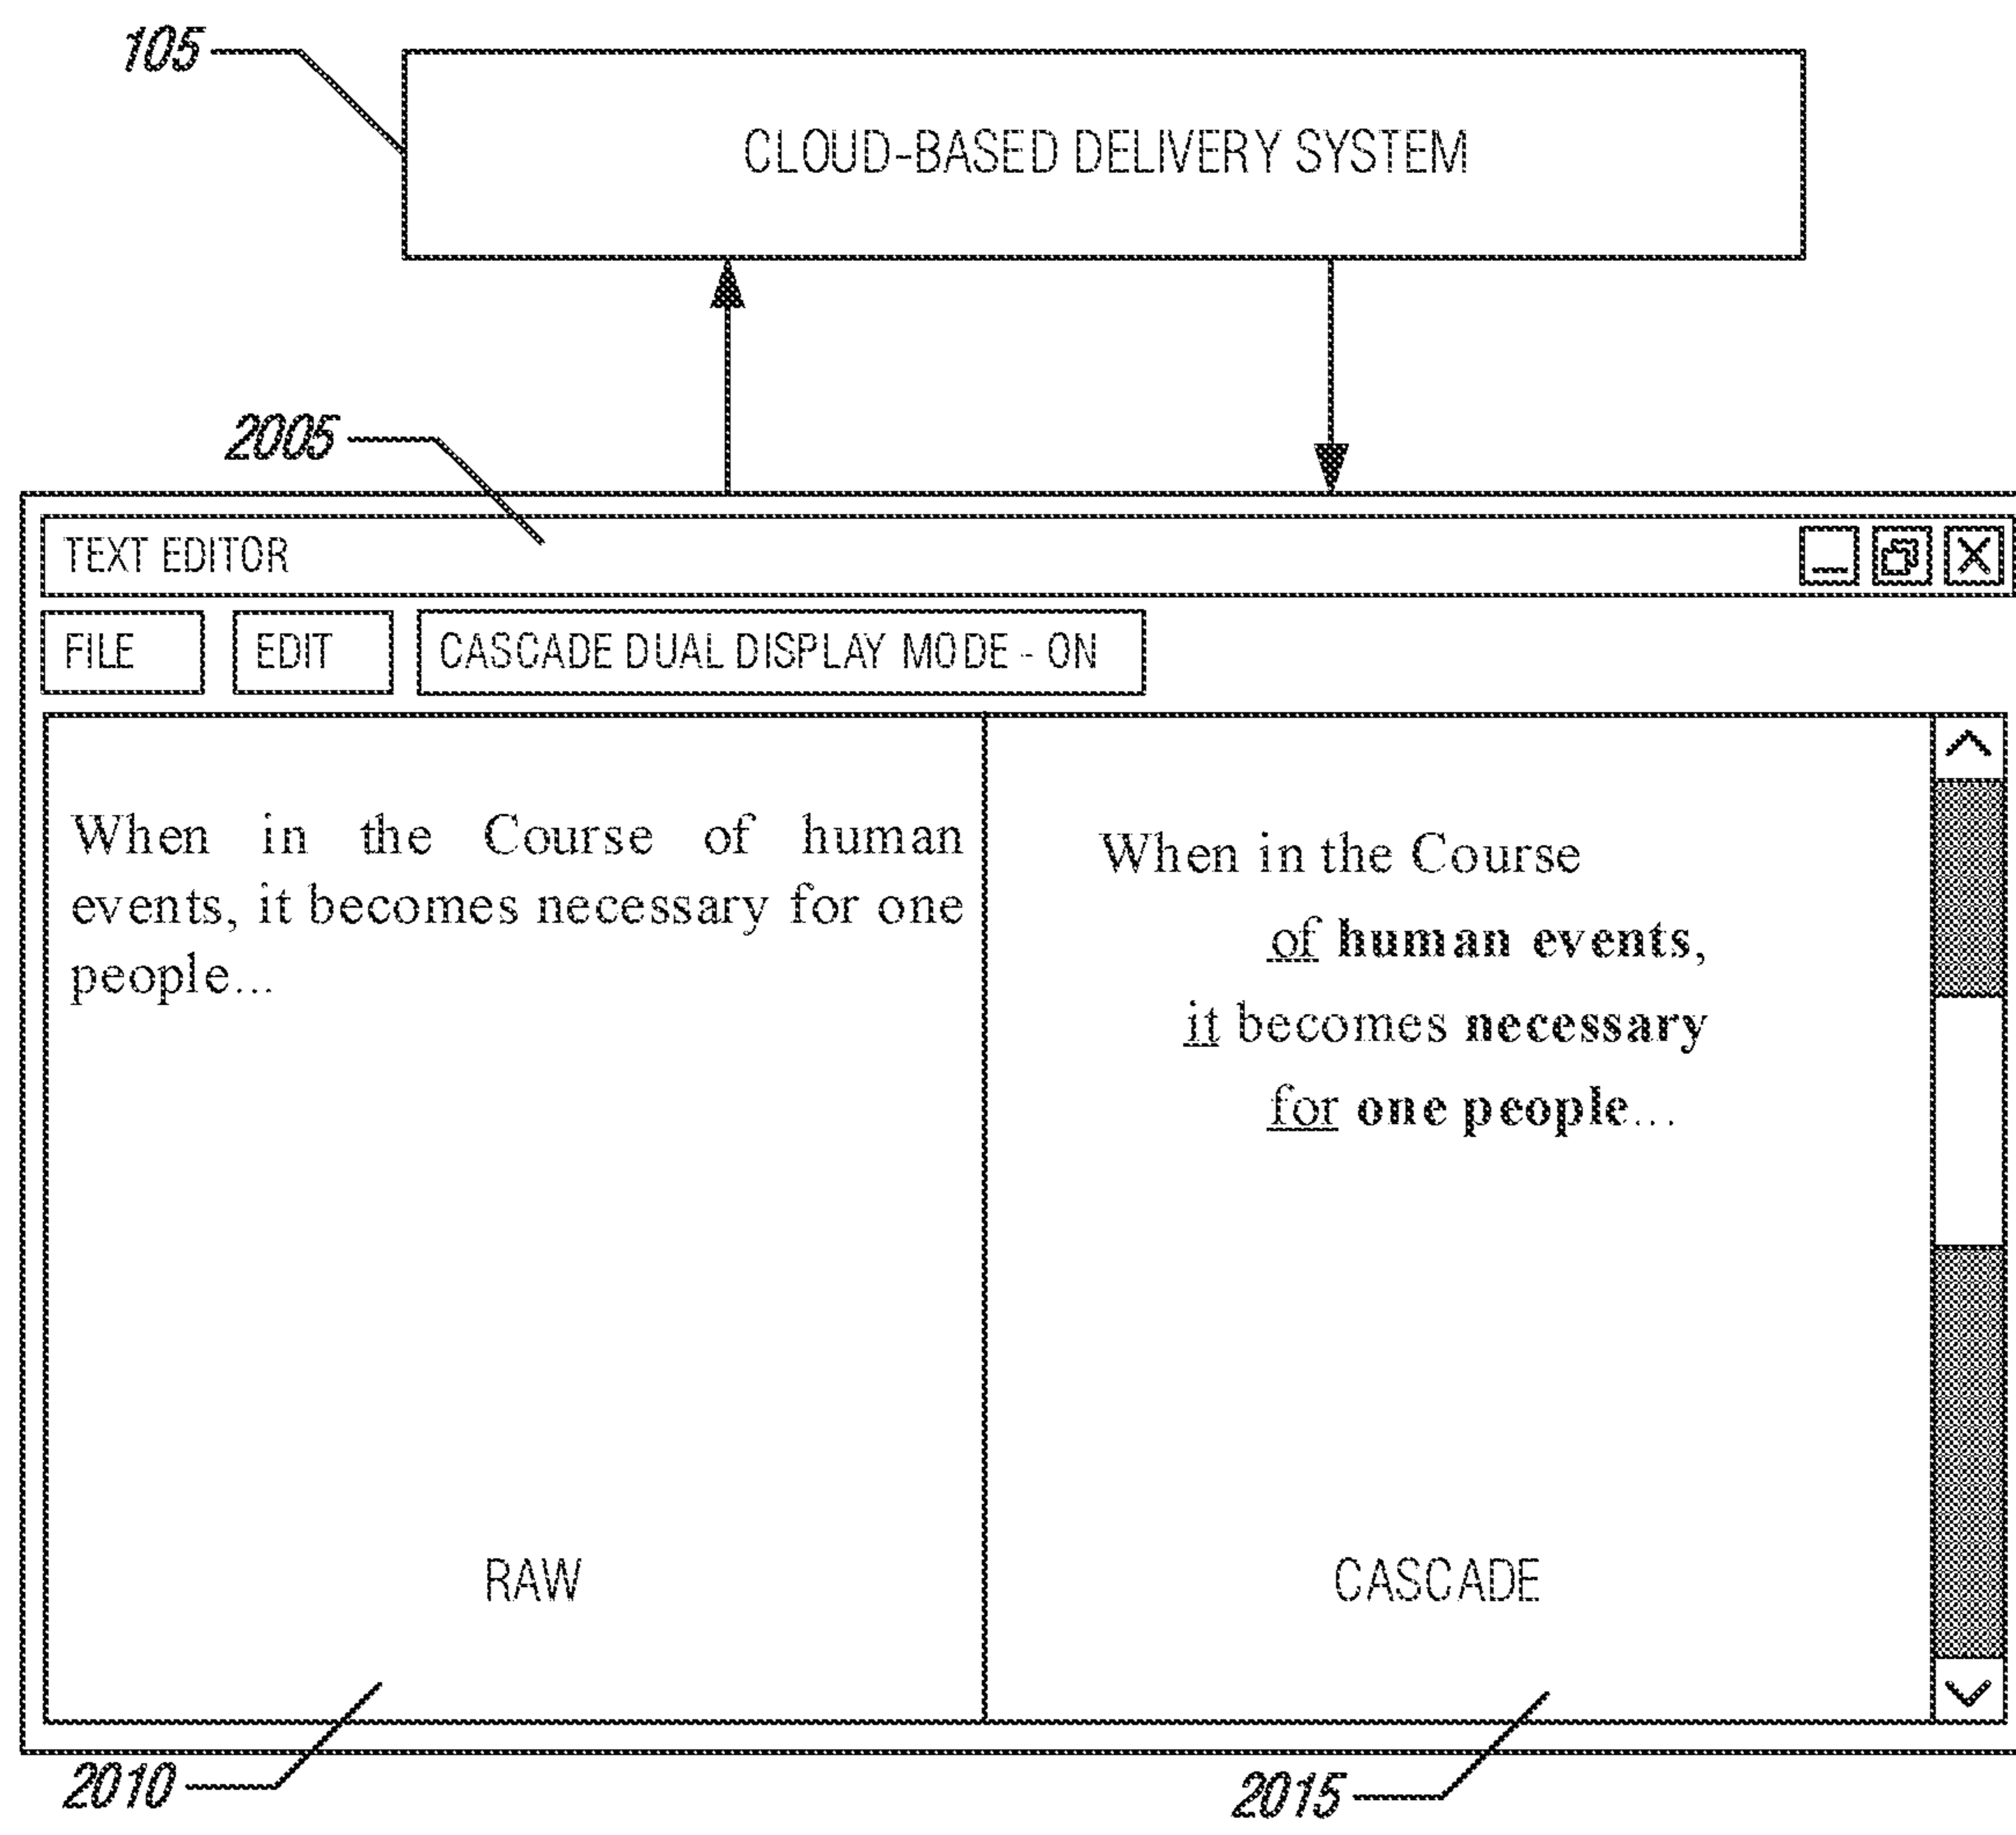 105
CLOUD-BASED DELIVERY SYSTEM
2005
TEXT EDITOR
FILE
EDIT
CASCADE DUAL DISPLAY MODE - ON
When in the Course of human
events, it becomes necessary for one
people...
RAW
When in the Course
of human events,
it becomes necessary
for one people...
CASCADE
2010
2015